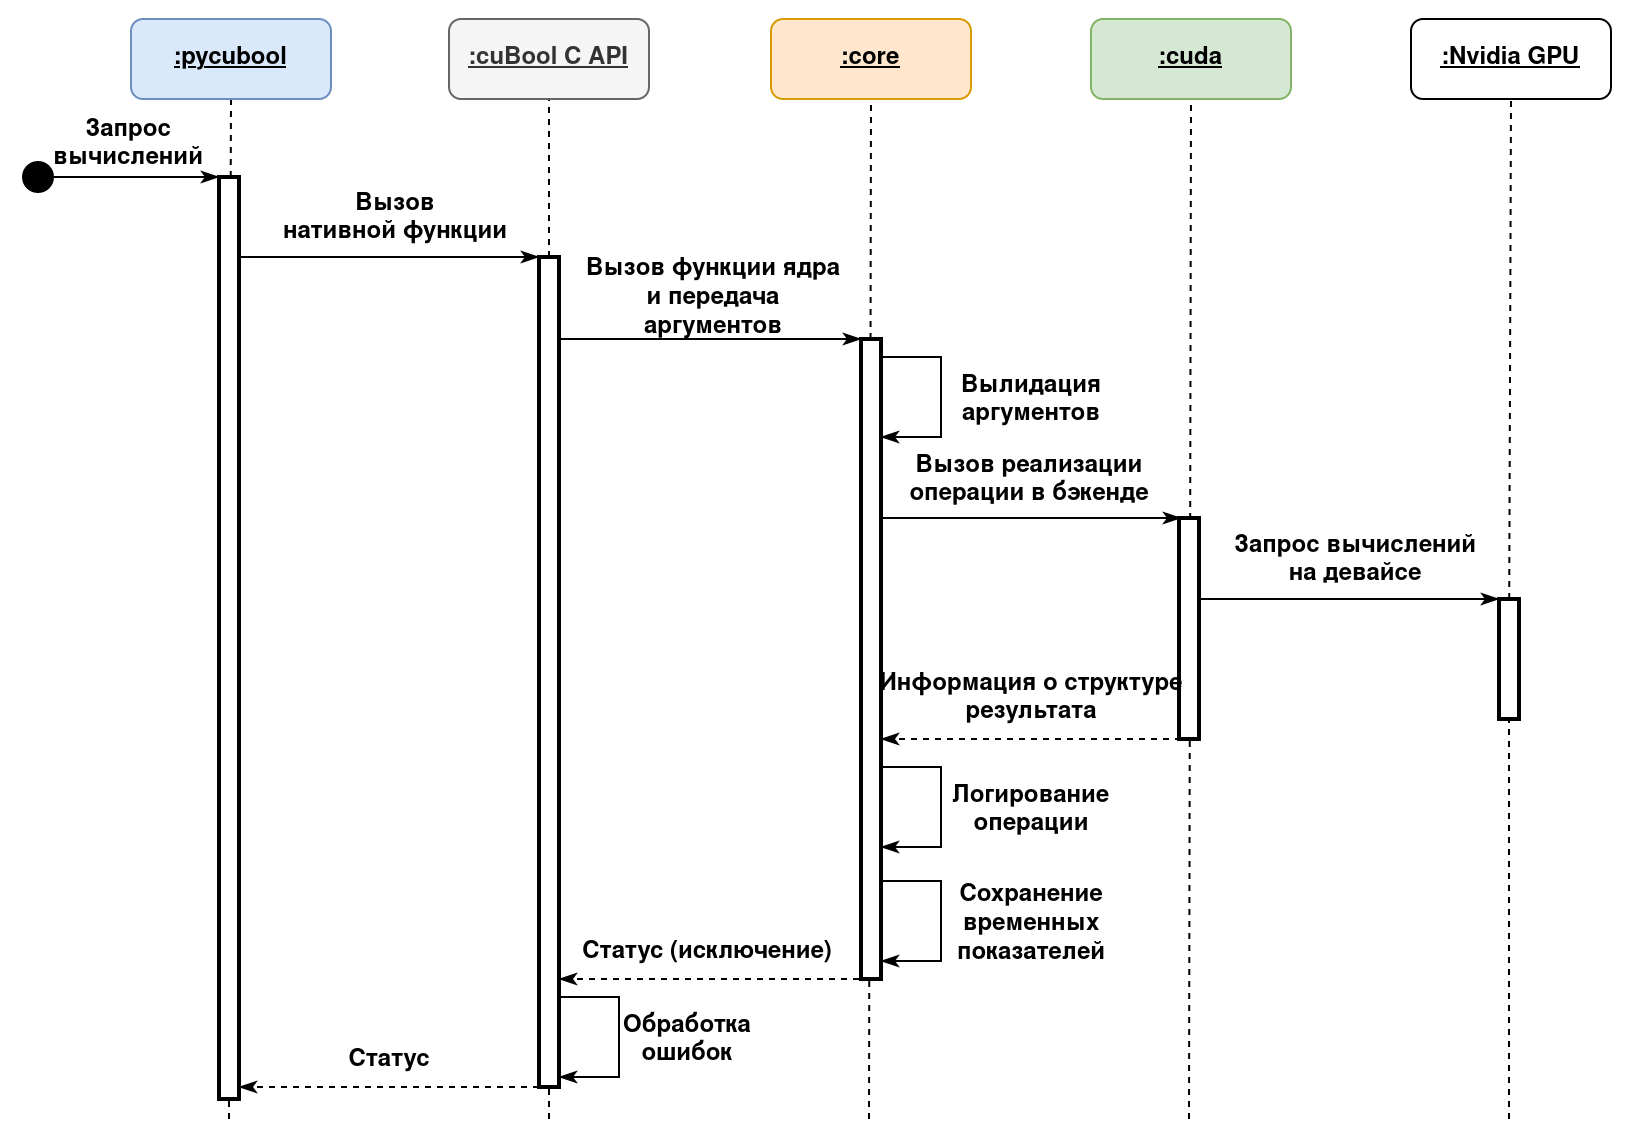 :pycubool
:cuBool C API
:core
:cuda
:Nvidia GPU
Запрос
вычислений
Вызов
нативной функции
Вызов функции ядра
и передача
аргументов
Вылидация
аргументов
Вызов реализации
операции в бэкенде
Запрос вычислений
на девайсе
Информация о структуре
результата
Логирование
операции
Сохранение
временных
показателей
Статус (исключение)
Обработка
ошибок
Статус